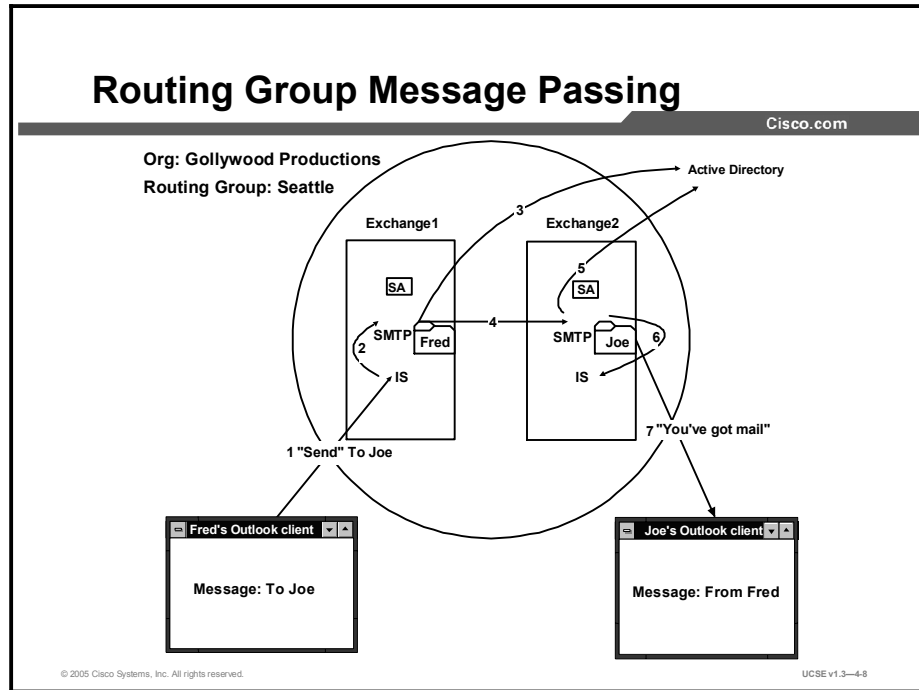 Routing Group Message Passing
Cisco.com
Org: Gollywood Productions
Routing Group: Seattle
Active Directory
3
Exchange1
Exchange2
5
SA
SA
4
SMTP
Fred
SMTP
Joe
2
6
IS
IS
7 "You've got mail"
1 "Send" To Joe
Fred's Outlook client
Joe's Outlook client
Message: To Joe
Message: From Fred
© 2005 Cisco Systems, Inc. All rights reserved.
UCSE v1.3—4-8